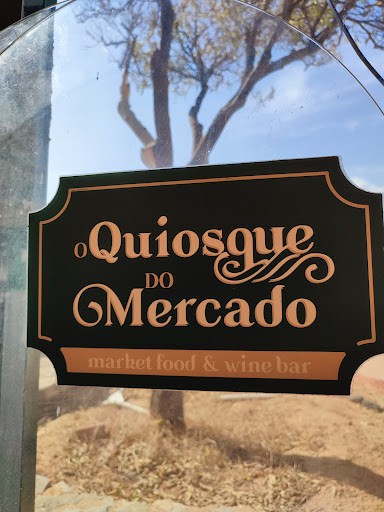 O Quiosque
DO
Mercado
market food & wine bar